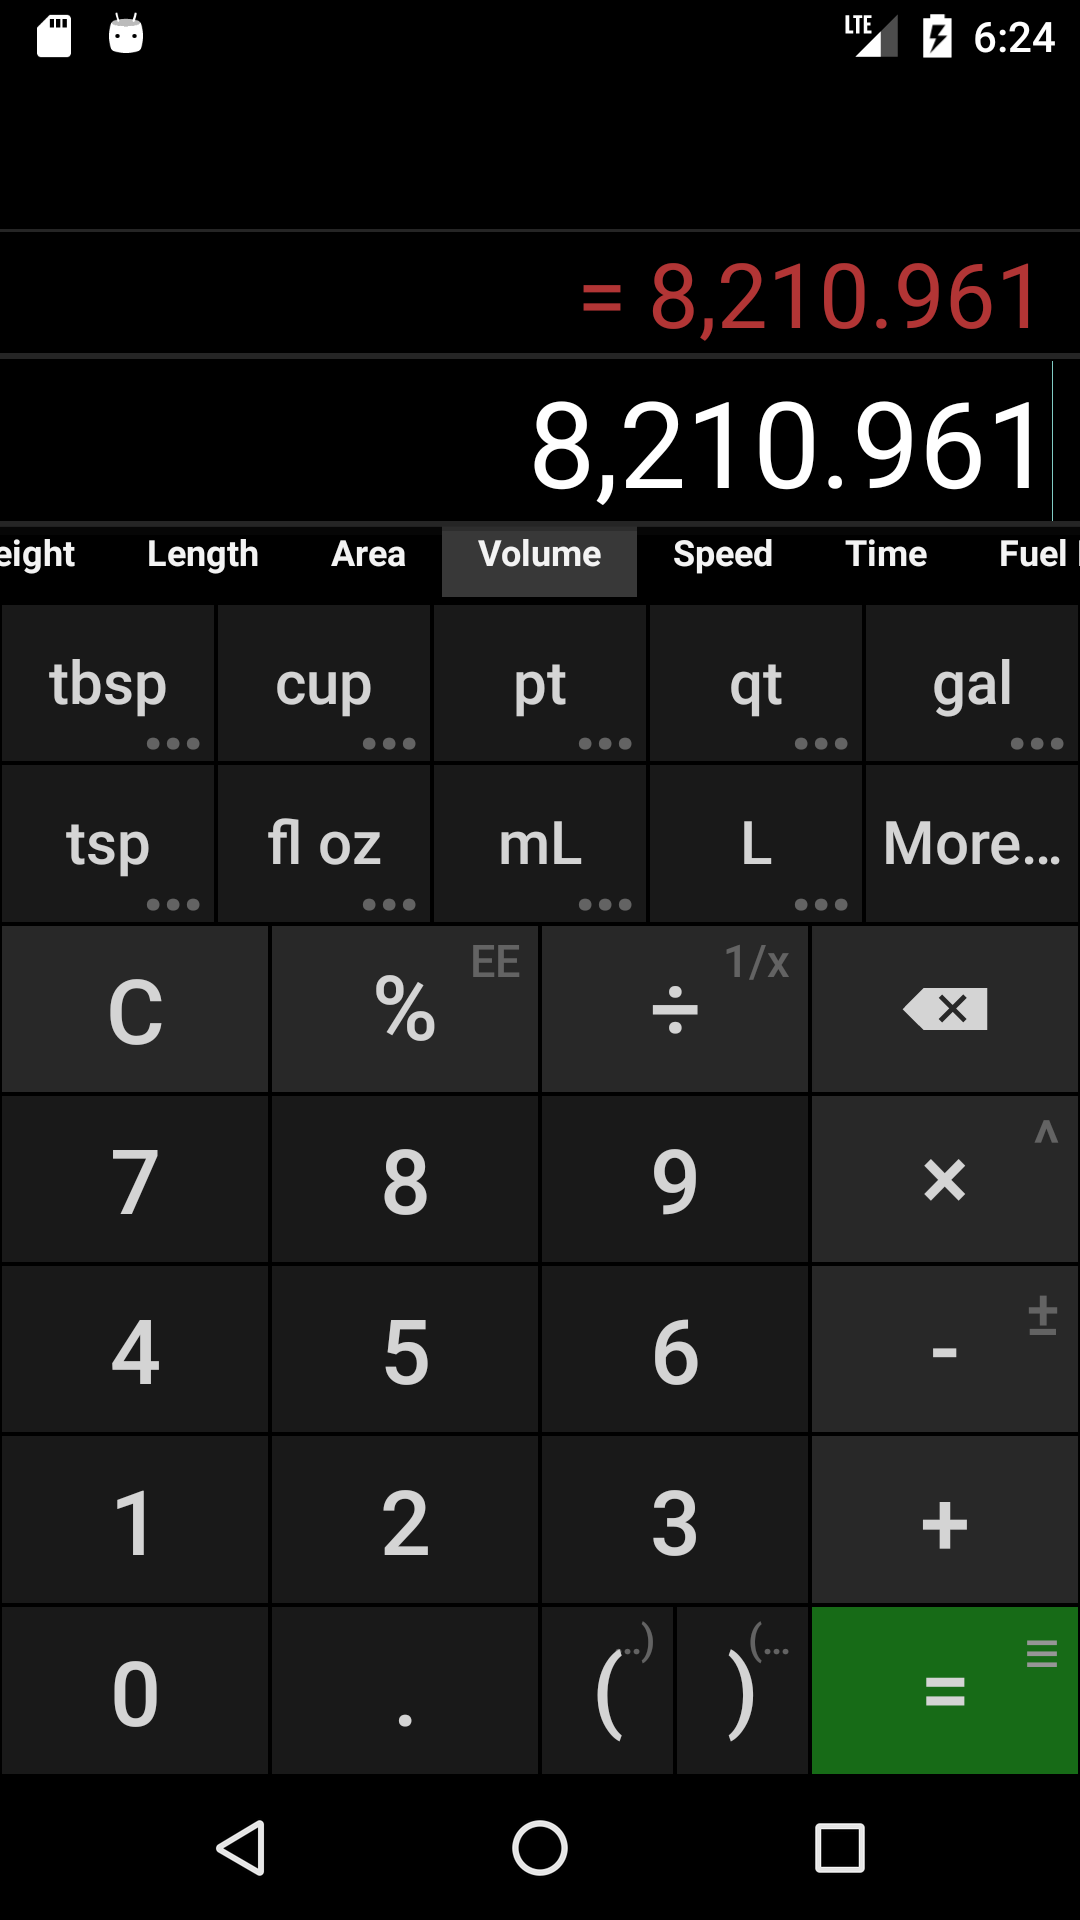 LTE 6:24
= 8,210.961
8,210.961
eight Length Area Volume Speed Time Fuel
tbsp cup pt qt gal
tsp fl oz mL L More...
C % EE ÷ 1/x
7 8 9 × ^
4 5 6 - ±
1 2 3 +
0 . ( ..) ) (... =